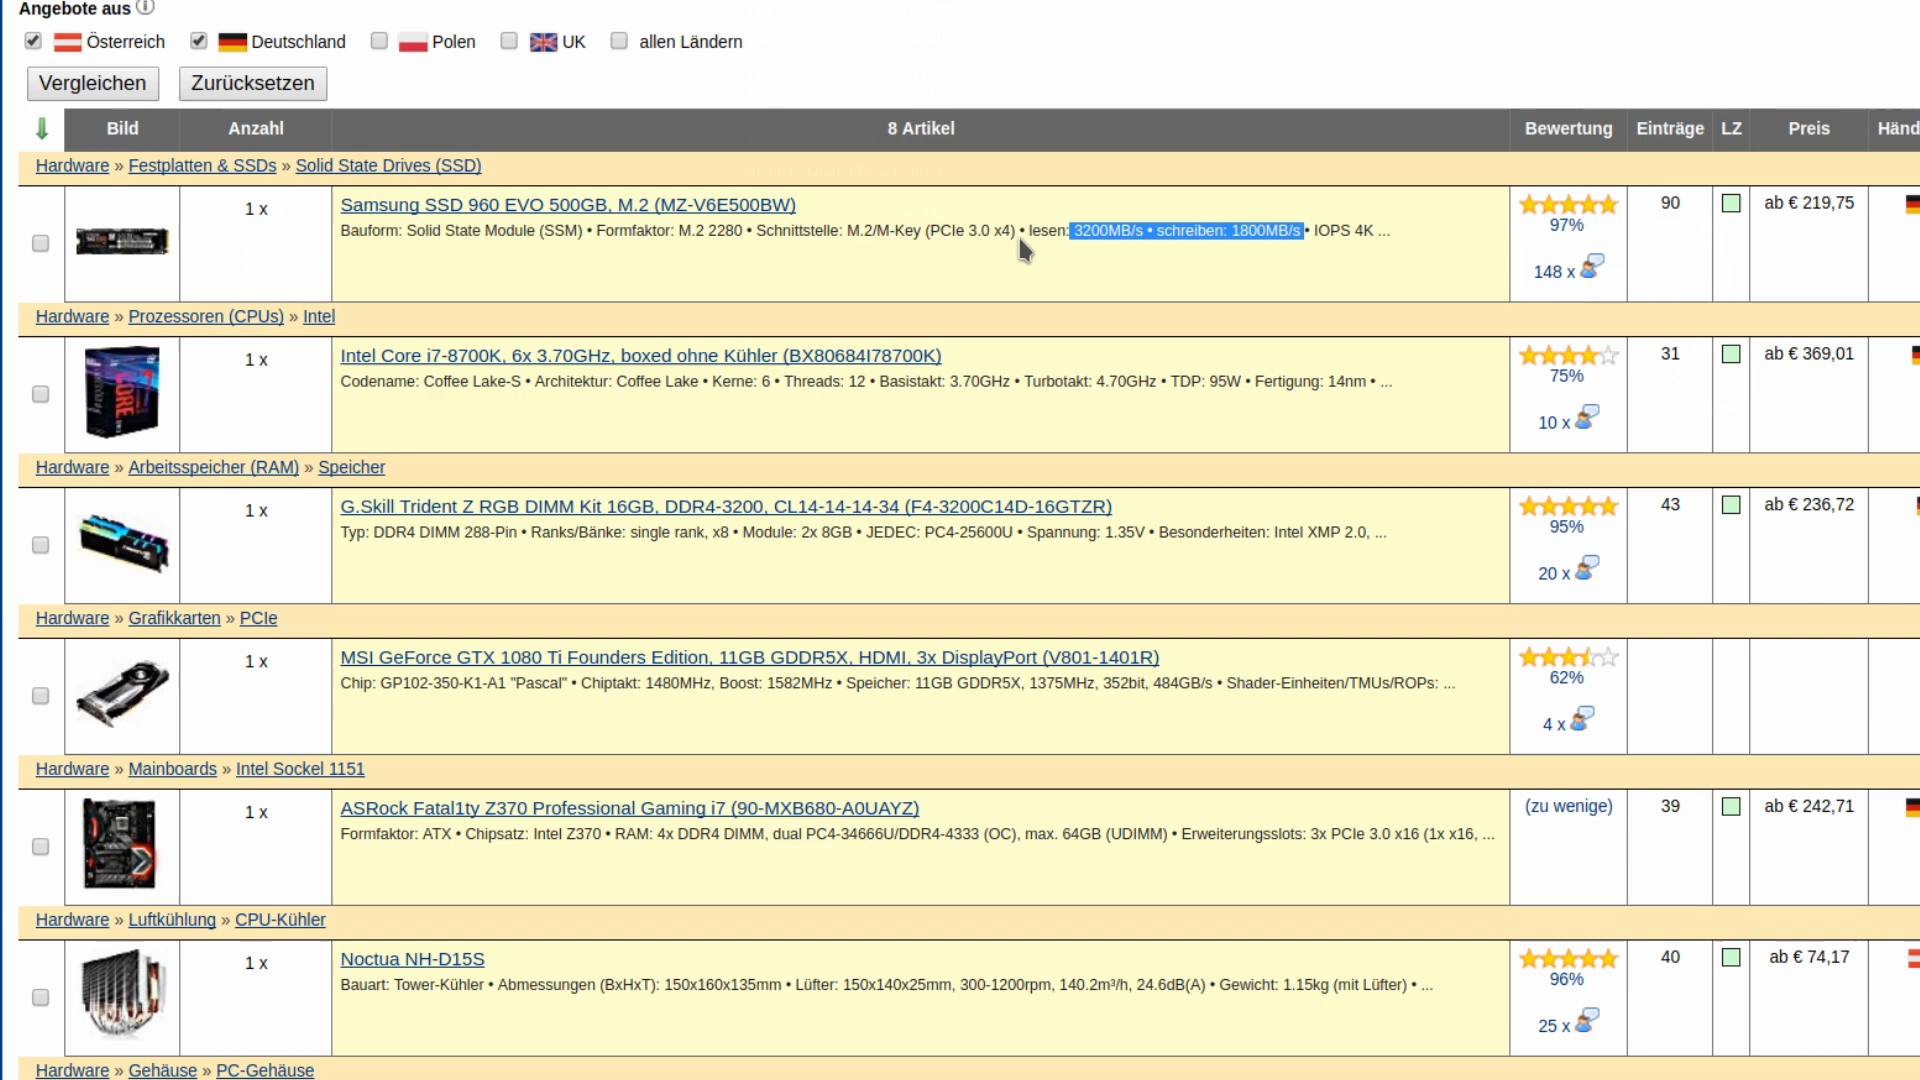 Angebote aus
Österreich Deutschland Polen UK allen Ländern
Vergleichen Zurücksetzen
Bild Anzahl 8 Artikel Bewertung Einträge LZ Preis Händ
Hardware » Festplatten & SSDs » Solid State Drives (SSD)
1 x Samsung SSD 960 EVO 500GB, M.2 (MZ-V6E500BW) 90 ab € 219,75
Bauform: Solid State Module (SSM) • Formfaktor: M.2 2280 • Schnittstelle: M.2/M-Key (PCIe 3.0 x4) • lesen: 3200MB/s • schreiben: 1800MB/s • IOPS 4K ...
97%
148 x
Hardware » Prozessoren (CPUs) » Intel
1 x Intel Core i7-8700K, 6x 3.70GHz, boxed ohne Kühler (BX80684I78700K) 31 ab € 369,01
Codename: Coffee Lake-S • Architektur: Coffee Lake • Kerne: 6 • Threads: 12 • Basistakt: 3.70GHz • Turbotakt: 4.70GHz • TDP: 95W • Fertigung: 14nm • ...
75%
10 x
Hardware » Arbeitsspeicher (RAM) » Speicher
1 x G.Skill Trident Z RGB DIMM Kit 16GB, DDR4-3200, CL14-14-14-34 (F4-3200C14D-16GTZR) 43 ab € 236,72
Typ: DDR4 DIMM 288-Pin • Ranks/Bänke: single rank, x8 • Module: 2x 8GB • JEDEC: PC4-25600U • Spannung: 1.35V • Besonderheiten: Intel XMP 2.0, ...
95%
20 x
Hardware » Grafikkarten » PCIe
1 x MSI GeForce GTX 1080 Ti Founders Edition, 11GB GDDR5X, HDMI, 3x DisplayPort (V801-1401R)
Chip: GP102-350-K1-A1 "Pascal" • Chiptakt: 1480MHz, Boost: 1582MHz • Speicher: 11GB GDDR5X, 1375MHz, 352bit, 484GB/s • Shader-Einheiten/TMUs/ROPs: ...
62%
4 x
Hardware » Mainboards » Intel Sockel 1151
1 x ASRock Fatal1ty Z370 Professional Gaming i7 (90-MXB680-A0UAYZ) (zu wenige) 39 ab € 242,71
Formfaktor: ATX • Chipsatz: Intel Z370 • RAM: 4x DDR4 DIMM, dual PC4-34666U/DDR4-4333 (OC), max. 64GB (UDIMM) • Erweiterungsslots: 3x PCIe 3.0 x16 (1x x16, ...
Hardware » Luftkühlung » CPU-Kühler
1 x Noctua NH-D15S 40 ab € 74,17
Bauart: Tower-Kühler • Abmessungen (BxHxT): 150x160x135mm • Lüfter: 150x140x25mm, 300-1200rpm, 140.2m³/h, 24.6dB(A) • Gewicht: 1.15kg (mit Lüfter) • ...
96%
25 x
Hardware » Gehäuse » PC-Gehäuse